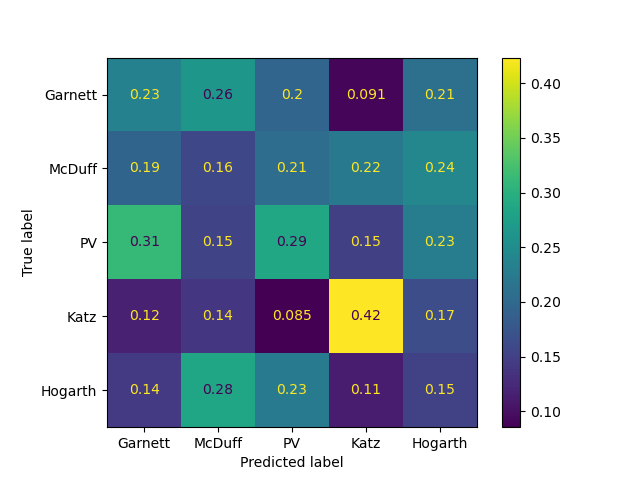 Garnett 0.23 0.26 0.2 0.091 0.21
McDuff 0.19 0.16 0.21 0.22 0.24
PV 0.31 0.15 0.29 0.15 0.23
Katz 0.12 0.14 0.085 0.42 0.17
Hogarth 0.14 0.28 0.23 0.11 0.15
Garnett McDuff PV Katz Hogarth
Predicted label
True label
0.40
0.35
0.30
0.25
0.20
0.15
0.10